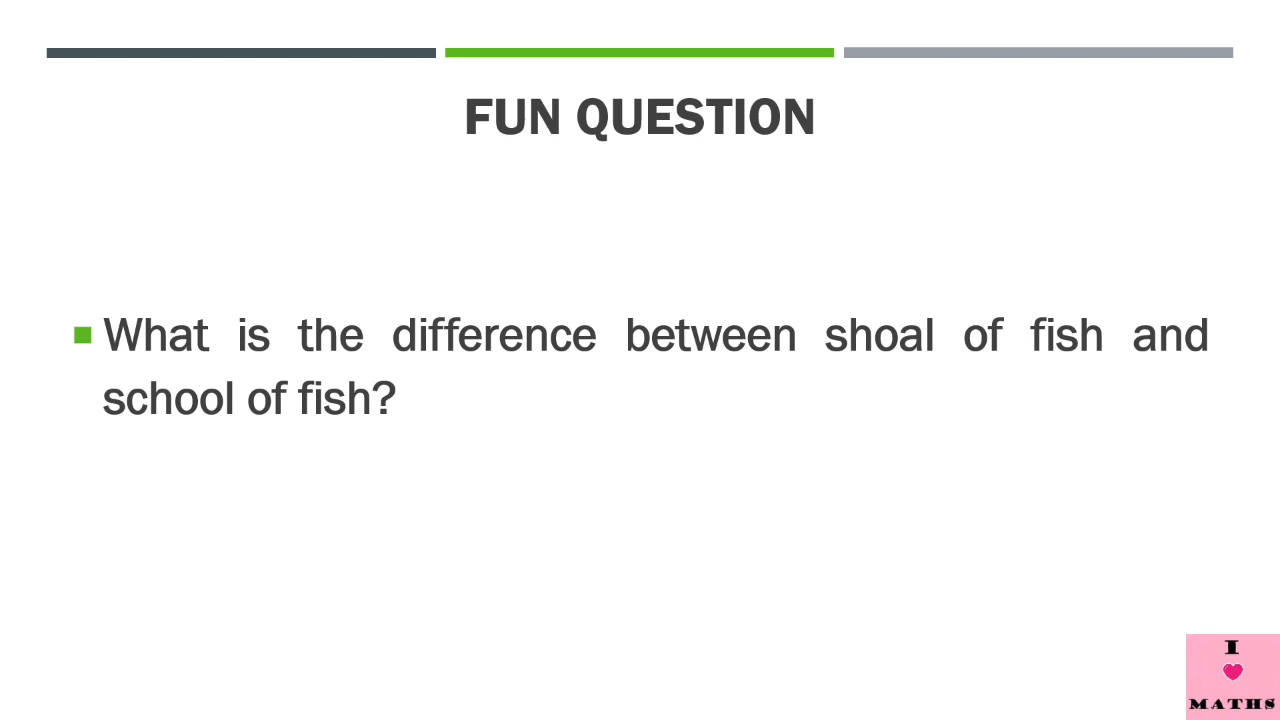 FUN QUESTION
What is the difference between shoal of fish and
school of fish?
I
MATHS